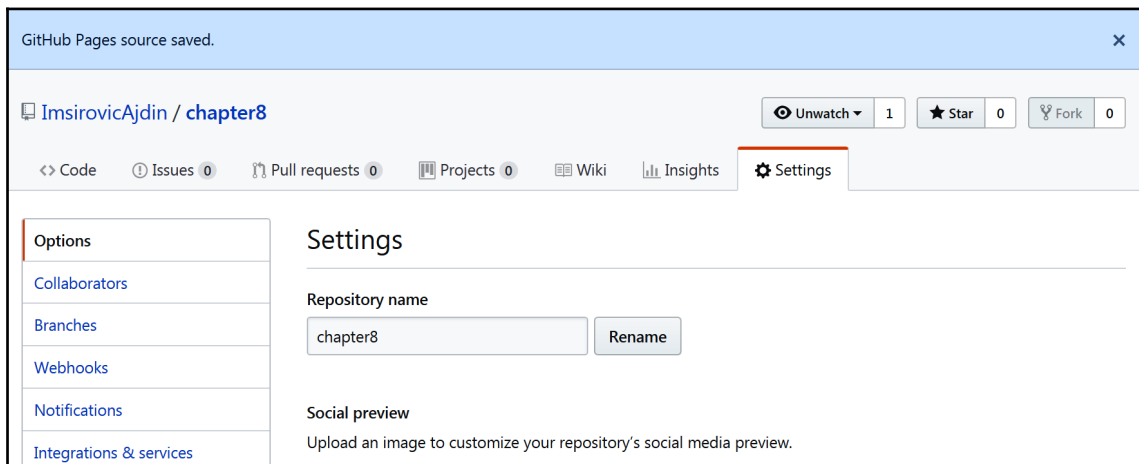 GitHub Pages source saved.
ImsirovicAjdin / chapter8
Unwatch 1 Star 0 Fork 0
Code Issues 0 Pull requests 0 Projects 0 Wiki Insights Settings
Options
Collaborators
Branches
Webhooks
Notifications
Integrations & services
Settings
Repository name
chapter8 Rename
Social preview
Upload an image to customize your repository's social media preview.